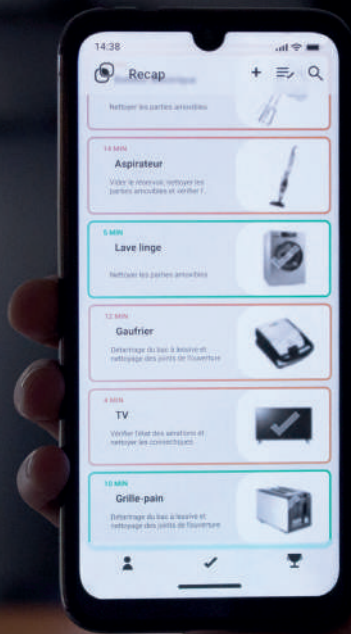 14:38
Recap
Nettoyer les parties amovibles
14 MIN
Aspirateur
Vider le réservoir, nettoyer les
parties amovibles et vérifier l'.
5 MIN
Lave linge
Nettoyer les parties amovibles
12 MIN
Gaufrier
Détartrage du bac à lessive et
nettoyage des joints de l'ouverture
4 MIN
TV
Vérifier l'état des aérations et
nettoyer les connectiques
10 MIN
Grille-pain
Détartrage du bac à lessive et
nettoyage des joints de l'ouverture